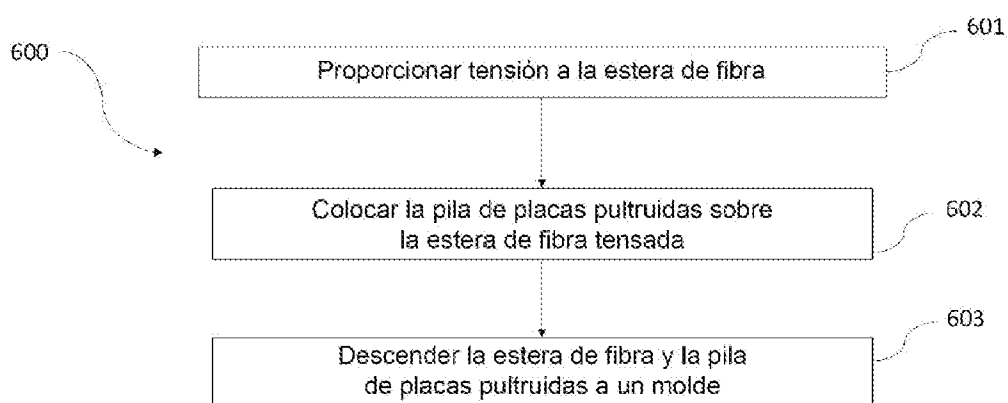 600
601
Proporcionar tensión a la estera de fibra
602
Colocar la pila de placas pultruidas sobre
la estera de fibra tensada
603
Descender la estera de fibra y la pila
de placas pultruidas a un molde